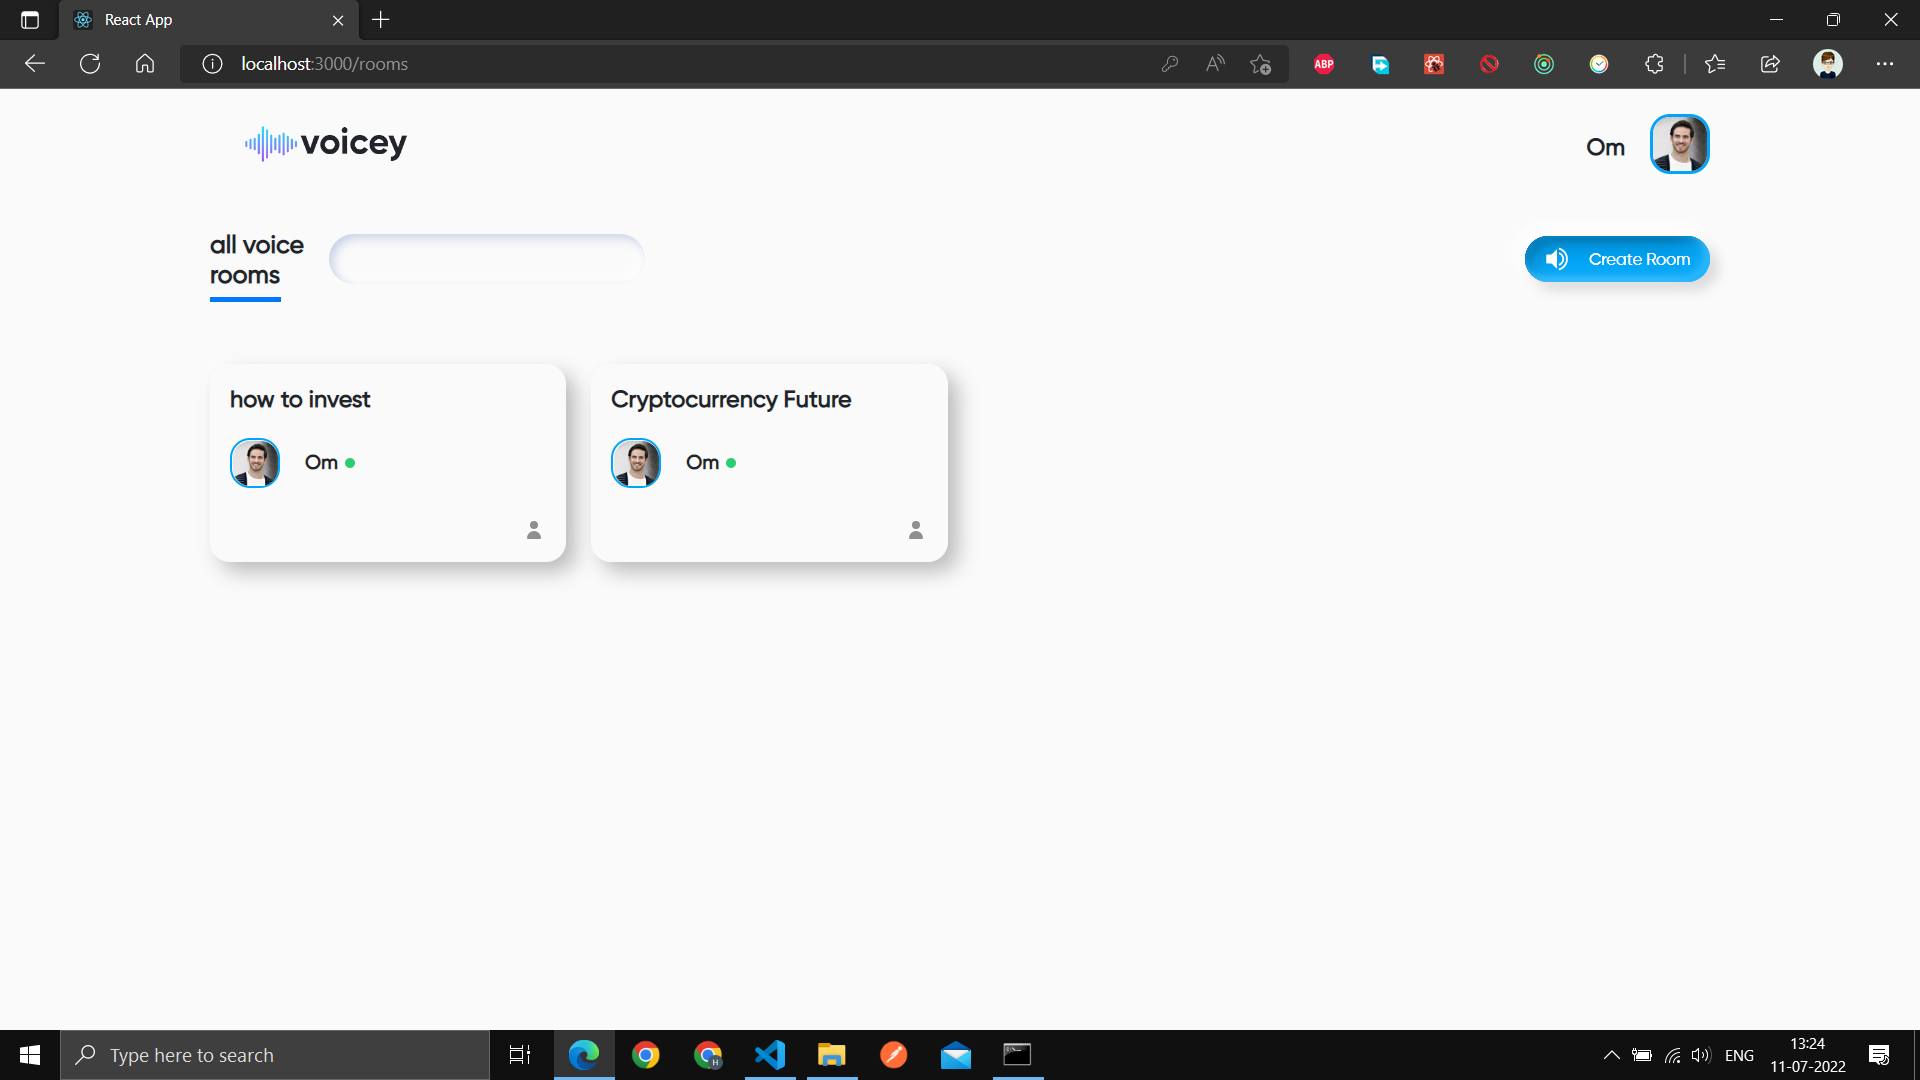 React App
localhost:3000/rooms
ABP
voicey
Om
all voice
rooms
Create Room
how to invest
Om
Cryptocurrency Future
Om
Type here to search
H
ENG
13:24
11-07-2022